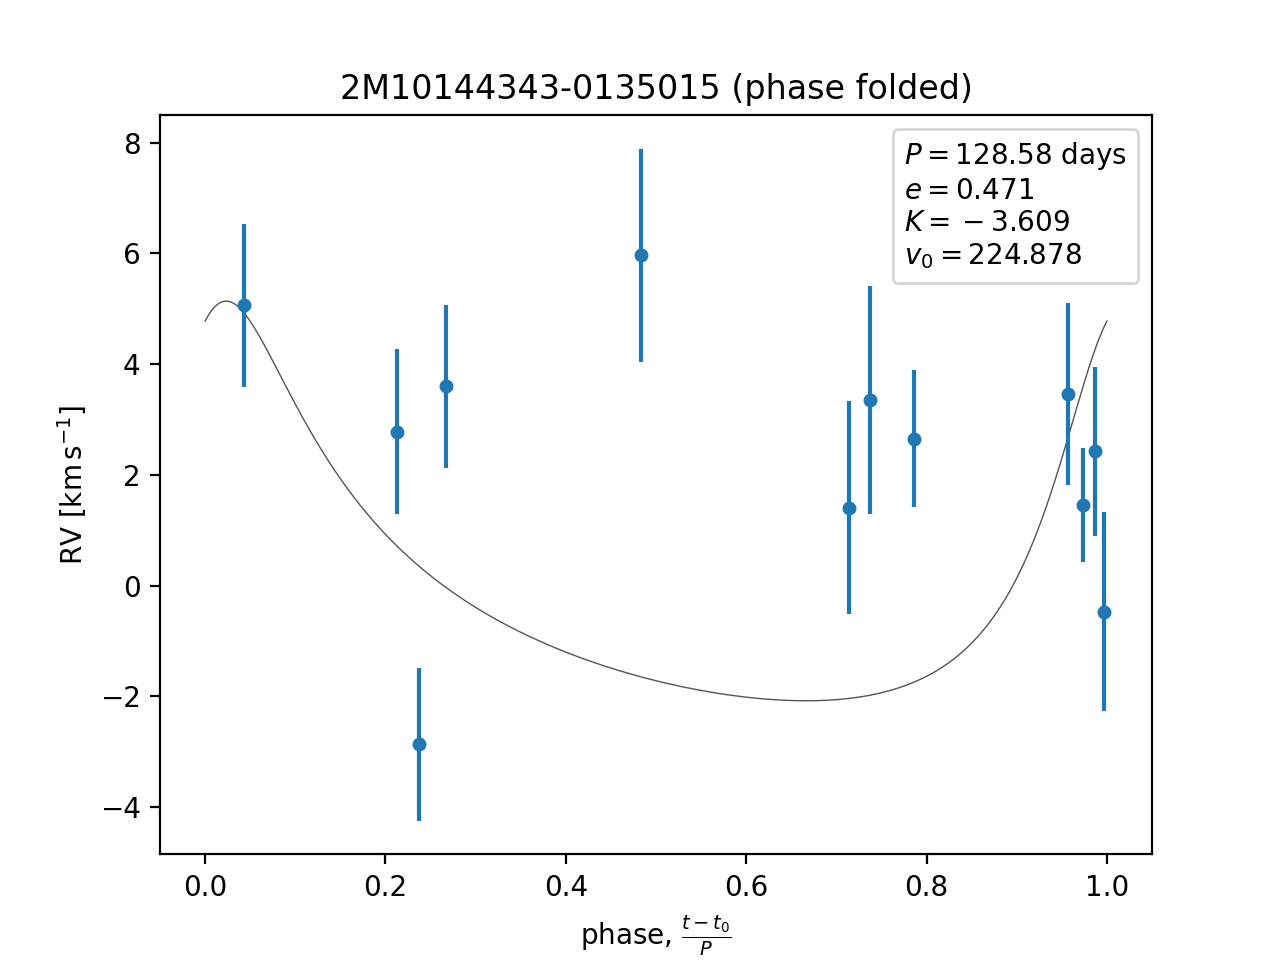 2M10144343-0135015 (phase folded)
P = 128.58 days
e = 0.471
K = −3.609
v₀ = 224.878
8
6
4
2
0
−2
−4
RV [km s⁻¹]
0.0 0.2 0.4 0.6 0.8 1.0
phase, (t − t₀)/P